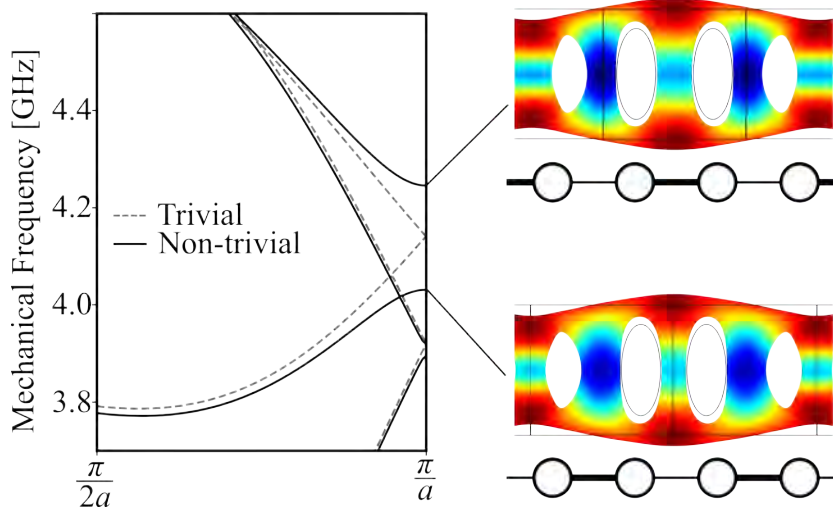 Mechanical Frequency [GHz]
4.4
4.2
4.0
3.8
Trivial
Non-trivial
π/2a
π/a